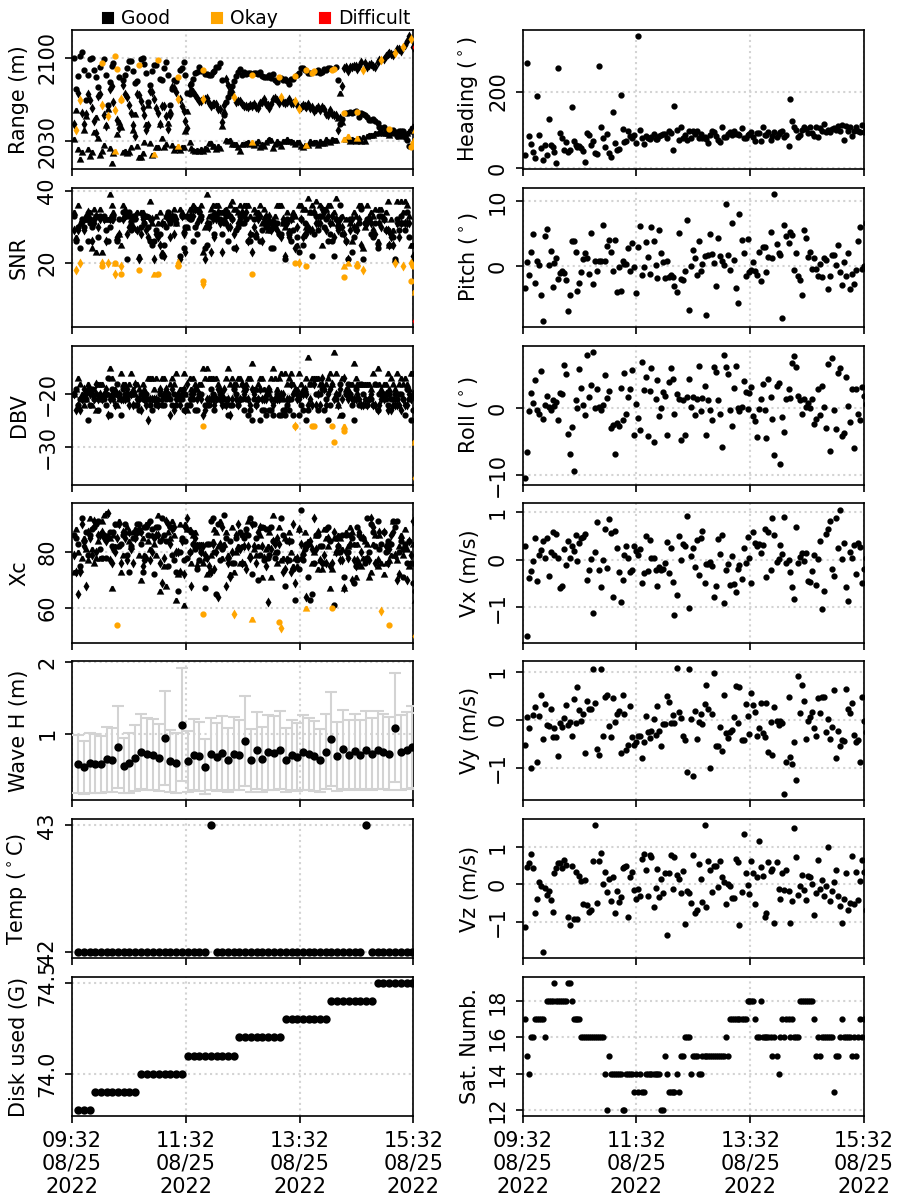 Good Okay Difficult
Range (m)
2100
2030
Heading (°)
200
0
SNR
40
20
Pitch (°)
10
0
DBV
−20
−30
Roll (°)
0
−10
Xc
80
60
Vx (m/s)
1
0
−1
Wave H (m)
2
1
Vy (m/s)
1
0
−1
Temp (°C)
43
42
Vz (m/s)
1
0
−1
Disk used (G)
74.5
74.0
Sat. Numb.
18
16
14
12
09:32 11:32 13:32 15:32
08/25 08/25 08/25 08/25
2022 2022 2022 2022
09:32 11:32 13:32 15:32
08/25 08/25 08/25 08/25
2022 2022 2022 2022